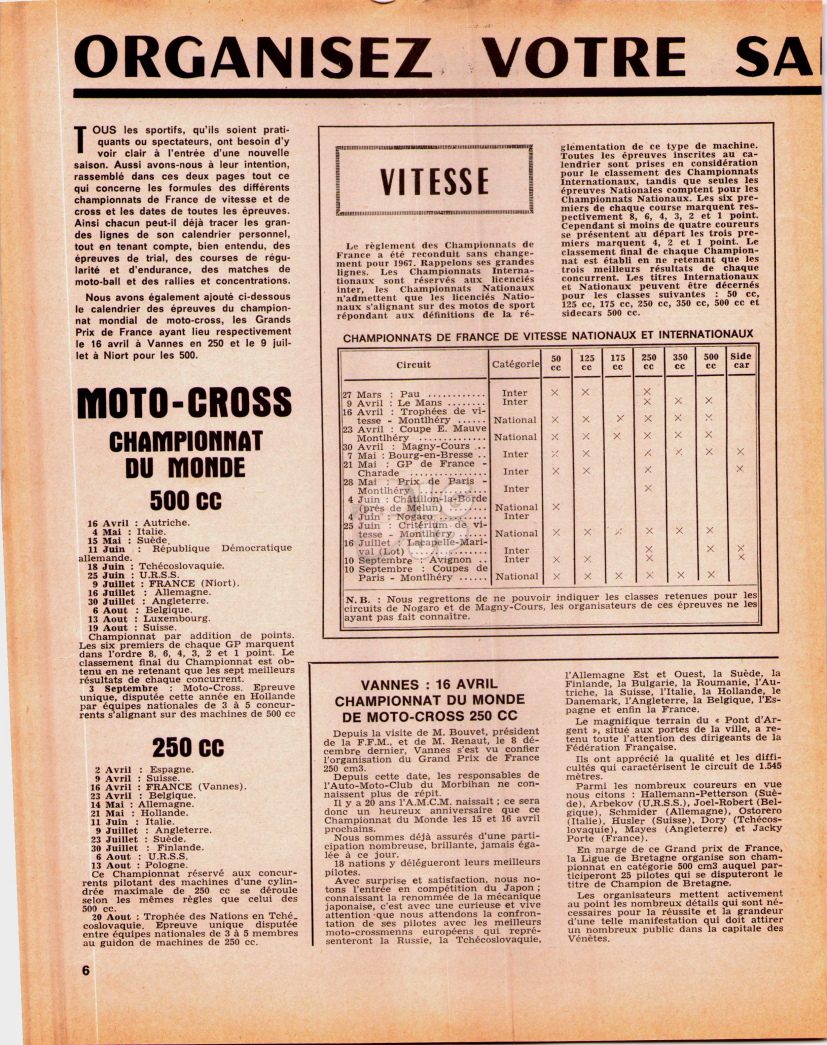 ORGANISEZ VOTRE SA
TOUS les sportifs, qu'ils soient prati-
quants ou spectateurs, ont besoin d'y
voir clair à l'entrée d'une nouvelle
saison. Aussi avons-nous à leur intention,
rassemblé dans ces deux pages tout ce
qui concerne les formules des différents
championnats de France de vitesse et de
cross et les dates de toutes les épreuves.
Ainsi chacun peut-il déjà tracer les gran-
des lignes de son calendrier personnel,
tout en tenant compte, bien entendu, des
épreuves de trial, des courses de régu-
larité et d'endurance, des matches de
moto-ball et des rallies et concentrations.
Nous avons également ajouté ci-dessous
le calendrier des épreuves du champion-
nat mondial de moto-cross, les Grands
Prix de France ayant lieu respectivement
le 16 avril à Vannes en 250 et le 9 juil-
let à Niort pour les 500.
MOTO-CROSS
CHAMPIONNAT
DU MONDE
500 CC
16 Avril : Autriche.
4 Mai : Italie.
15 Mai : Suède.
11 Juin : République Démocratique
allemande.
18 Juin : Tchécoslovaquie.
25 Juin : U.R.S.S.
9 Juillet : FRANCE (Niort).
16 Juillet : Allemagne.
30 Juillet : Angleterre.
6 Aout : Belgique.
13 Aout : Luxembourg.
19 Aout : Suisse.
Championnat par addition de points.
Les six premiers de chaque GP marquent
dans l'ordre 8, 6, 4, 3, 2 et 1 point. Le
classement final du Championnat est ob-
tenu en ne retenant que les sept meilleurs
résultats de chaque concurrent.
3 Septembre : Moto-Cross. Epreuve
unique, disputée cette année en Hollande
par équipes nationales de 3 à 5 concur-
rents s'alignant sur des machines de 500 cc
250 CC
2 Avril : Espagne.
9 Avril : Suisse.
16 Avril : FRANCE (Vannes).
23 Avril : Belgique.
14 Mai : Allemagne.
21 Mai : Hollande.
11 Juin : Italie.
9 Juillet : Angleterre.
23 Juillet : Suède.
30 Juillet : Finlande.
6 Aout : U.R.S.S.
13 Aout : Pologne.
Ce Championnat réservé aux concur-
rents pilotant des machines d'une cylin-
drée maximale de 250 cc se déroule
selon les mêmes règles que celui des
500 cc.
20 Aout : Trophée des Nations en Tché_
coslovaquie. Epreuve unique disputée
entre équipes nationales de 3 à 5 membres
au guidon de machines de 250 cc.
6
VITESSE
Le règlement des Championnats de
France a été reconduit sans change-
ment pour 1967. Rappelons ses grandes
lignes. Les Championnats Interna-
tionaux sont réservés aux licenciés
inter, les Championnats Nationaux
n'admettent que les licenciés Natio-
naux s'alignant sur des motos de sport
répondant aux définitions de la ré-
glémentation de ce type de machine.
Toutes les épreuves inscrites au ca-
lendrier sont prises en considération
pour le classement des Championnats
Internationaux, tandis que seules les
épreuves Nationales comptent pour les
Championnats Nationaux. Les six pre-
miers de chaque course marquent res-
pectivement 8, 6, 4, 3, 2 et 1 point.
Cependant si moins de quatre coureurs
se présentent au départ les trois pre-
miers marquent 4, 2 et 1 point. Le
classement final de chaque Champion-
nat est établi en ne retenant que les
trois meilleurs résultats de chaque
concurrent. Les titres Internationaux
et Nationaux peuvent être décernés
pour les classes suivantes : 50 cc,
125 cc, 175 cc, 250 cc, 350 cc, 500 cc et
sidecars 500 cc.
CHAMPIONNATS DE FRANCE DE VITESSE NATIONAUX ET INTERNATIONAUX
Circuit Catégorie 50 cc 125 cc 175 cc 250 cc 350 cc 500 cc Side car
27 Mars : Pau ............ Inter × × ×
9 Avril : Le Mans ........ Inter × × ×
16 Avril : Trophées de vi-
tesse - Montlhéry ...... National × × × × × ×
23 Avril : Coupe E. Mauve
Montlhéry .............. National × × × × × ×
30 Avril : Magny-Cours ..
7 Mai : Bourg-en-Bresse .. Inter × × × × × ×
21 Mai : GP de France -
Charade ................ Inter × × × ×
28 Mai : Prix de Paris -
Montlhéry .............. Inter ×
4 Juin : Châtillon-la-Borde
(près de Melun) ........ National ×
4 Juin : Nogaro .......... Inter
25 Juin : Critérium de vi-
tesse - Montlhéry ...... National × × × × × ×
16 Juillet : Lacapelle-Mari-
val (Lot) .............. Inter × × ×
10 Septembre : Avignon .. Inter × × × ×
10 Septembre : Coupes de
Paris - Montlhéry ...... National × × × × × ×
N.B. : Nous regrettons de ne pouvoir indiquer les classes retenues pour les
circuits de Nogaro et de Magny-Cours, les organisateurs de ces épreuves ne les
ayant pas fait connaître.
VANNES : 16 AVRIL
CHAMPIONNAT DU MONDE
DE MOTO-CROSS 250 CC
Depuis la visite de M. Bouvet, président
de la F.F.M., et de M. Renaut, le 8 dé-
cembre dernier, Vannes s'est vu confier
l'organisation du Grand Prix de France
250 cm3.
Depuis cette date, les responsables de
l'Auto-Moto-Club du Morbihan ne con-
naissent plus de répit.
Il y a 20 ans l'A.M.C.M. naissait ; ce sera
donc un heureux anniversaire que ce
Championnat du Monde les 15 et 16 avril
prochains.
Nous sommes déjà assurés d'une parti-
cipation nombreuse, brillante, jamais éga-
lée à ce jour.
18 nations y délégueront leurs meilleurs
pilotes.
Avec surprise et satisfaction, nous no-
tons l'entrée en compétition du Japon ;
connaissant la renommée de la mécanique
japonaise, c'est avec une curieuse et vive
attention que nous attendons la confron-
tation de ses pilotes avec les meilleurs
moto-crossmenns européens qui repré-
senteront la Russie, la Tchécoslovaquie,
l'Allemagne Est et Ouest, la Suède, la
Finlande, la Bulgarie, la Roumanie, l'Au-
triche, la Suisse, l'Italie, la Hollande, le
Danemark, l'Angleterre, la Belgique, l'Es-
pagne et enfin la France.
Le magnifique terrain du « Pont d'Ar-
gent », situé aux portes de la ville, a re-
tenu toute l'attention des dirigeants de la
Fédération Française.
Ils ont apprécié la qualité et les diffi-
cultés qui caractérisent le circuit de 1.545
mètres.
Parmi les nombreux coureurs en vue
nous citons : Hallemann-Petterson (Suè-
de), Arbekov (U.R.S.S.), Joel-Robert (Bel-
gique), Schmider (Allemagne), Ostorero
(Italie), Husler (Suisse), Dory (Tchécos-
lovaquie), Mayes (Angleterre) et Jacky
Porte (France).
En marge de ce Grand prix de France,
la Ligue de Bretagne organise son cham-
pionnat en catégorie 500 cm3 auquel par-
ticiperont 25 pilotes qui se disputeront le
titre de Champion de Bretagne.
Les organisateurs mettent activement
au point les nombreux détails qui sont né-
cessaires pour la réussite et la grandeur
d'une telle manifestation qui doit attirer
un nombreux public dans la capitale des
Vénètes.